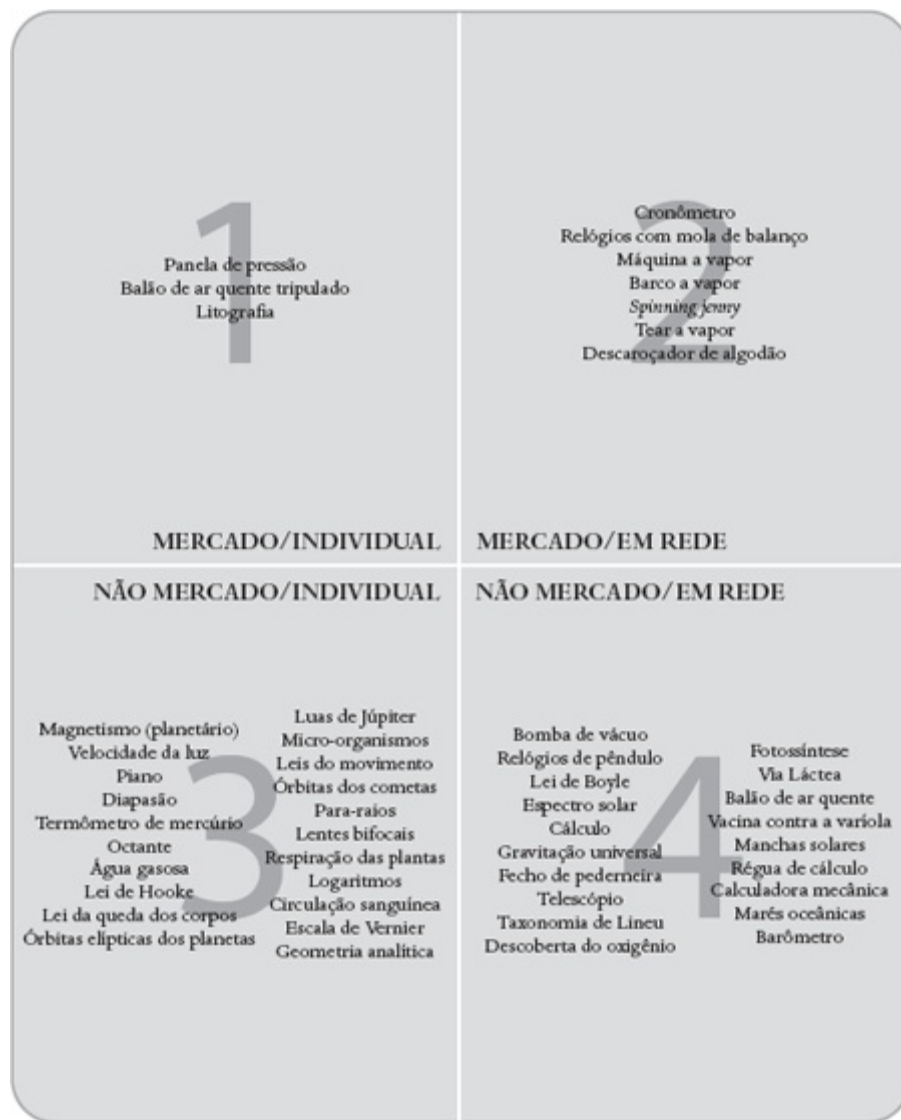 1
Panela de pressão
Balão de ar quente tripulado
Litografia
MERCADO/INDIVIDUAL
2
Cronômetro
Relógios com mola de balanço
Máquina a vapor
Barco a vapor
Spinning jenny
Tear a vapor
Descaroçador de algodão
MERCADO/EM REDE
NÃO MERCADO/INDIVIDUAL
3
Magnetismo (planetário)
Velocidade da luz
Piano
Diapasão
Termômetro de mercúrio
Octante
Água gasosa
Lei de Hooke
Lei da queda dos corpos
Órbitas elípticas dos planetas
Luas de Júpiter
Micro-organismos
Leis do movimento
Órbitas dos cometas
Para-raios
Lentes bifocais
Respiração das plantas
Logaritmos
Circulação sanguínea
Escala de Vernier
Geometria analítica
NÃO MERCADO/EM REDE
4
Bomba de vácuo
Relógios de pêndulo
Lei de Boyle
Espectro solar
Cálculo
Gravitação universal
Fecho de pederneira
Telescópio
Taxonomia de Lineu
Descoberta do oxigênio
Fotossíntese
Via Láctea
Balão de ar quente
Vacina contra a varíola
Manchas solares
Régua de cálculo
Calculadora mecânica
Marés oceânicas
Barômetro